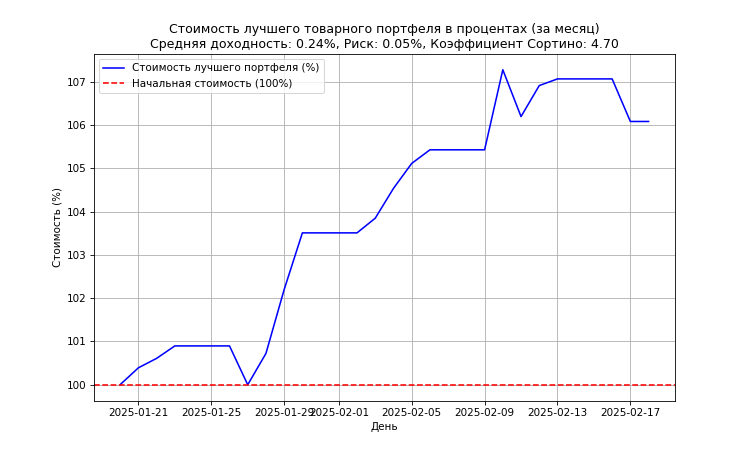 Стоимость лучшего товарного портфеля в процентах (за месяц)
Средняя доходность: 0.24%, Риск: 0.05%, Коэффициент Сортино: 4.70
Стоимость лучшего портфеля (%)
Начальная стоимость (100%)
107
106
105
104
103
102
101
100
Стоимость (%)
2025-01-21 2025-01-25 2025-01-29 2025-02-01 2025-02-05 2025-02-09 2025-02-13 2025-02-17
День